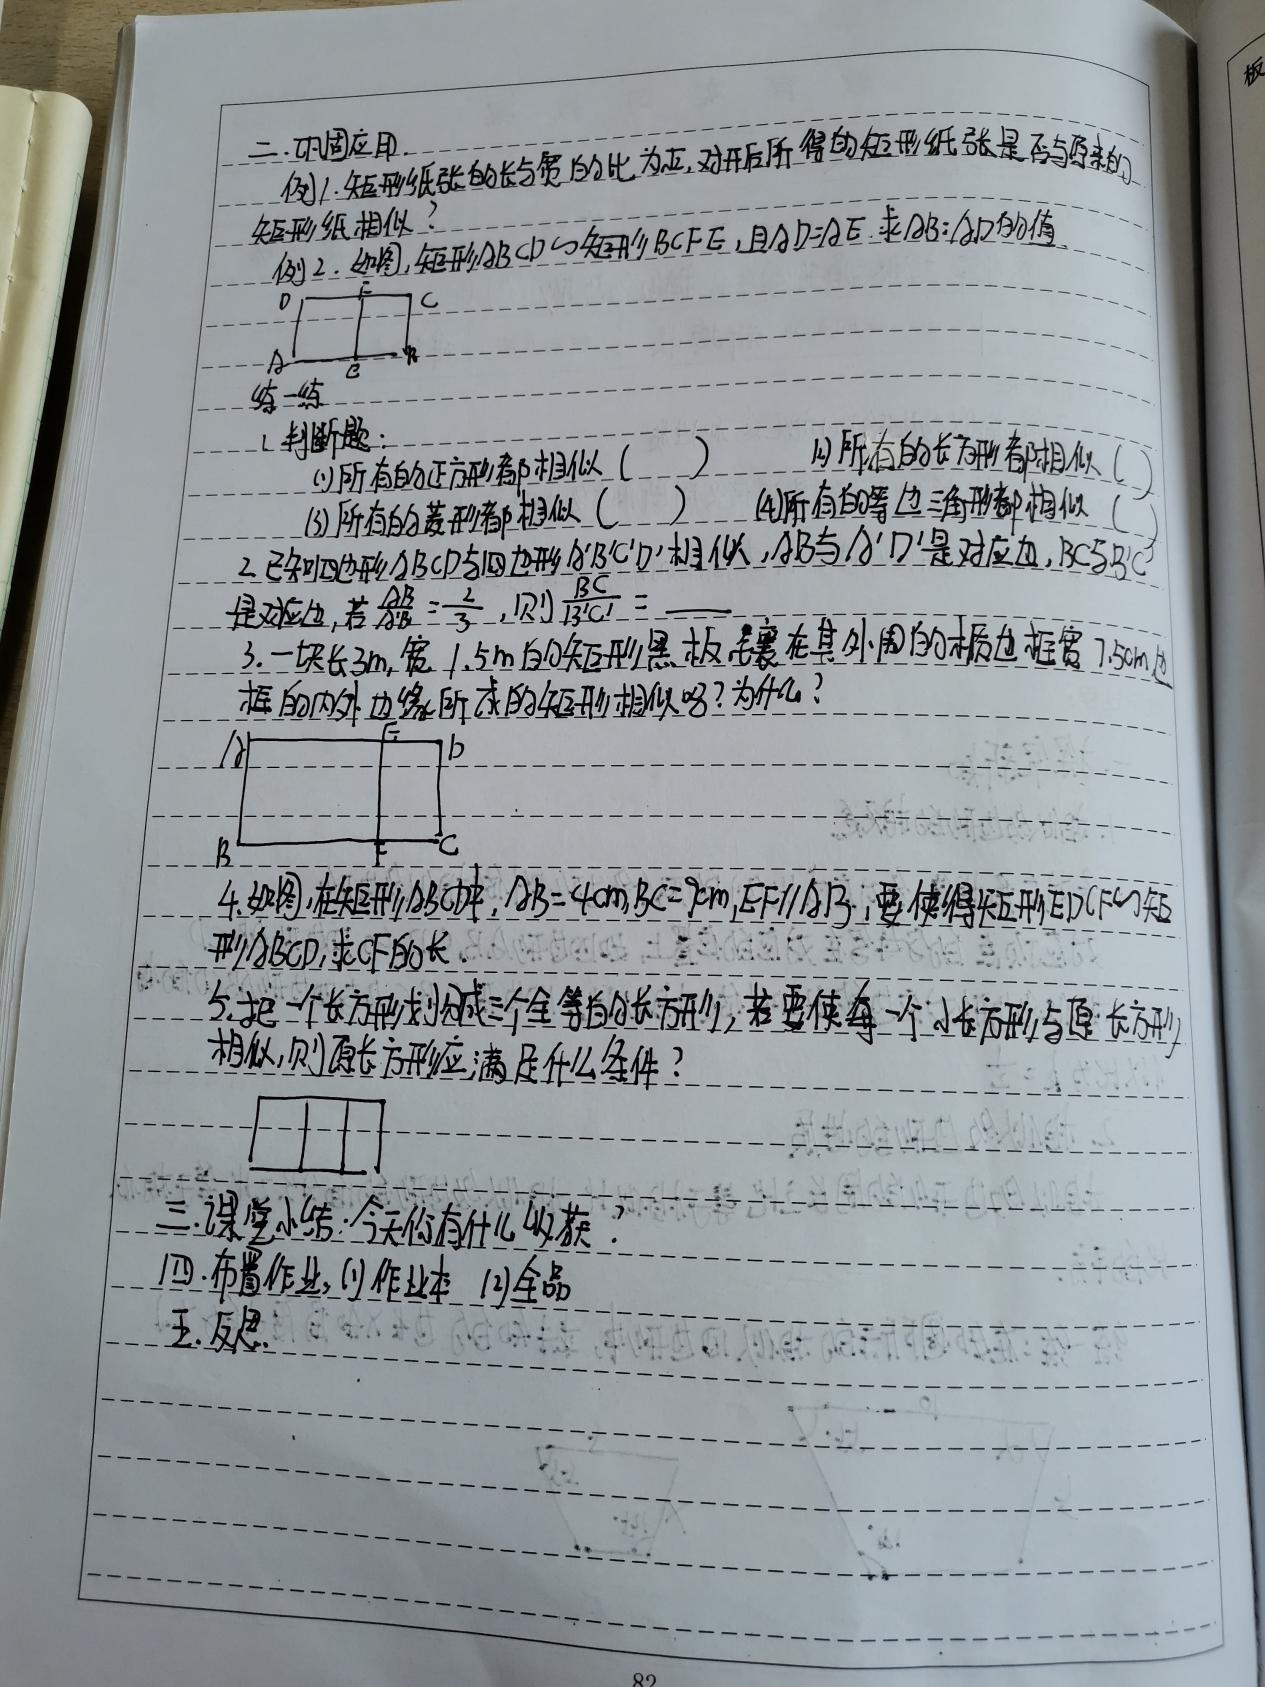 二.巩固应用.
例1.矩形纸张的长与宽的比为√2,对开后所得的矩形纸张是否与原来的
矩形纸相似?
例2.如图,矩形ABCD∽矩形BCFE,且AD=AE.求AB:AD的值
D F C
A E B
练一练
1.判断题:
(1)所有的正方形都相似( ) (2)所有的长方形都相似( )
(3)所有的菱形都相似( ) (4)所有的等边三角形都相似( )
2.已知四边形ABCD与四边形A'B'C'D'相似,AB与A'D'是对应边,BC与B'C'
是对应边,若AB/A'B'=2/3,则BC/B'C'=___
3.一块长3m,宽1.5m的矩形黑板 镶在其外围的木质边框宽7.5cm边
框的内外边缘所成的矩形相似吗?为什么?
A E D
B F C
4.如图,在矩形ABCD中,AB=4cm,BC=9cm,EF//AB,要使得矩形EDCF∽矩
形ABCD,求CF的长
5.把一个长方形划分成三个全等的长方形,若要使每一个小长方形与原长方形
相似,则原长方形应满足什么条件?
三.课堂小结:今天你有什么收获?
四.布置作业,(1)作业本 (2)全品
五.反思
82
板